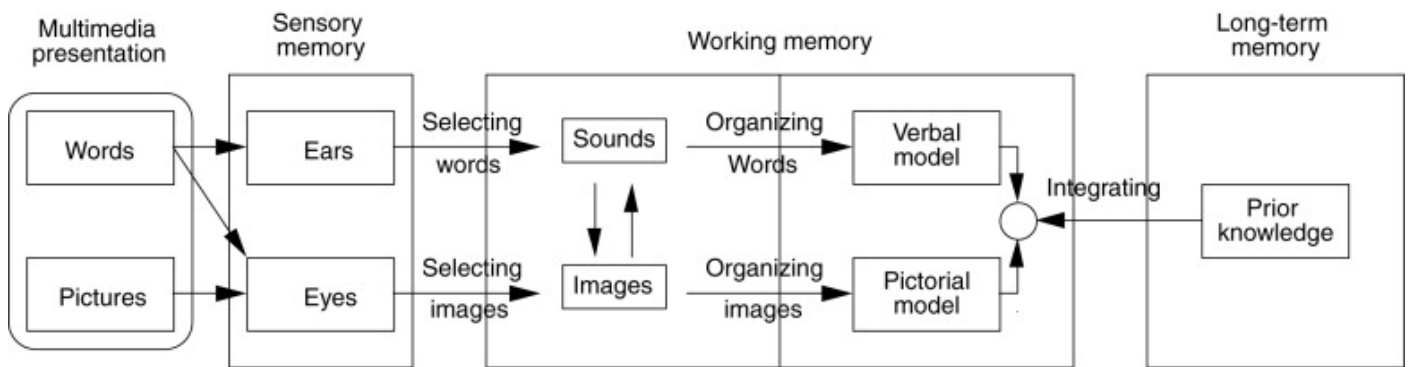 Multimedia
presentation
Sensory
memory
Working memory
Long-term
memory
Words
Ears
Selecting
words
Sounds
Organizing
Words
Verbal
model
Integrating
Prior
knowledge
Pictures
Eyes
Selecting
images
Images
Organizing
images
Pictorial
model